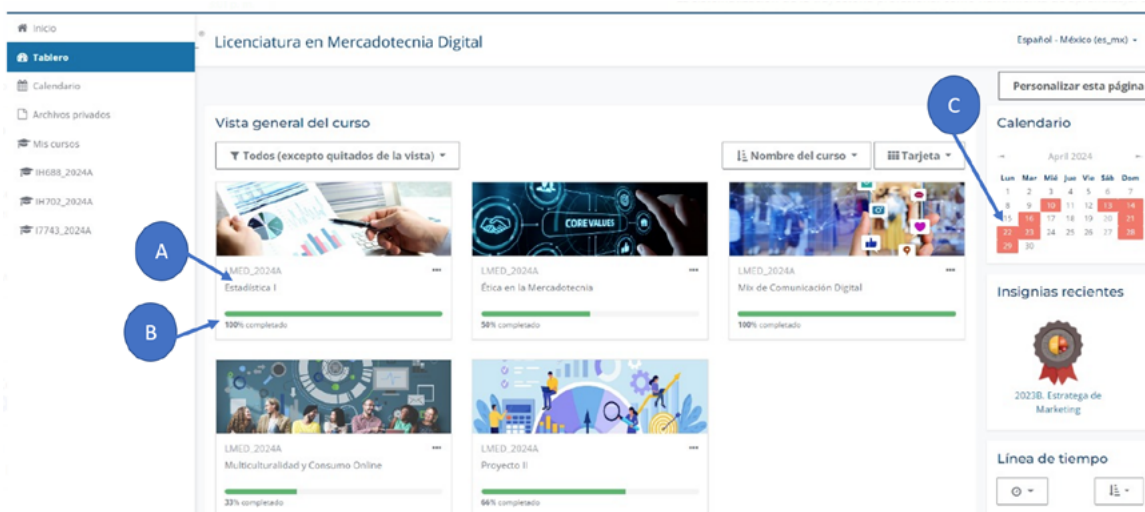 Inicio
Tablero
Calendario
Archivos privados
Mis cursos
IH688_2024A
IH702_2024A
I7743_2024A
Licenciatura en Mercadotecnia Digital
Español - México (es_mx)
Personalizar esta página
Vista general del curso
Todos (excepto quitados de la vista)
Nombre del curso
Tarjeta
A
B
C
LMED_2024A
Estadística I
100% completado
CORE VALUES
LMED_2024A
Ética en la Mercadotecnia
50% completado
LMED_2024A
Mix de Comunicación Digital
100% completado
LMED_2024A
Multiculturalidad y Consumo Online
33% completado
LMED_2024A
Proyecto II
66% completado
Calendario
April 2024
Lun Mar Mié Jue Vie Sáb Dom
1 2 3 4 5 6 7
8 9 10 11 12 13 14
15 16 17 18 19 20 21
22 23 24 25 26 27 28
29 30
Insignias recientes
2023B. Estratega de
Marketing
Línea de tiempo